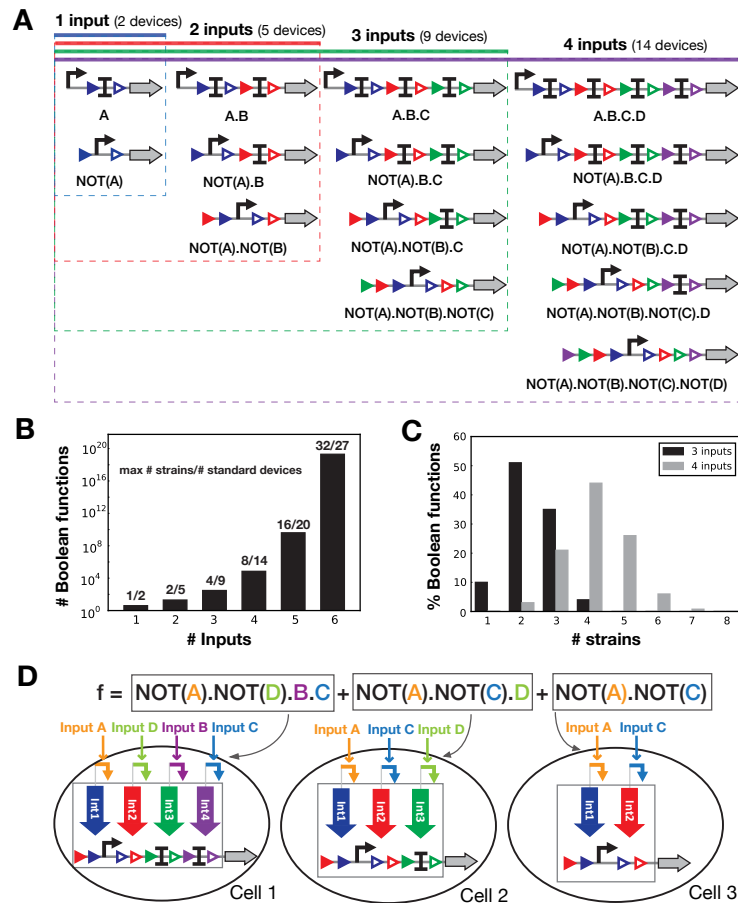 A
1 input (2 devices)
2 inputs (5 devices)
3 inputs (9 devices)
4 inputs (14 devices)
A
A.B
A.B.C
A.B.C.D
NOT(A)
NOT(A).B
NOT(A).B.C
NOT(A).B.C.D
NOT(A).NOT(B)
NOT(A).NOT(B).C
NOT(A).NOT(B).C.D
NOT(A).NOT(B).NOT(C)
NOT(A).NOT(B).NOT(C).D
NOT(A).NOT(B).NOT(C).NOT(D)
B
# Boolean functions
10^20
10^16
10^12
10^8
10^4
10^0
max # strains/# standard devices
1/2
2/5
4/9
8/14
16/20
32/27
1 2 3 4 5 6
# Inputs
C
% Boolean functions
60
50
40
30
20
10
0
3 inputs
4 inputs
1 2 3 4 5 6 7 8
# strains
D
f = NOT(A).NOT(D).B.C + NOT(A).NOT(C).D + NOT(A).NOT(C)
Input A Input D Input B Input C
Int1 Int2 Int3 Int4
Cell 1
Input A Input C Input D
Int1 Int2 Int3
Cell 2
Input A Input C
Int1 Int2
Cell 3